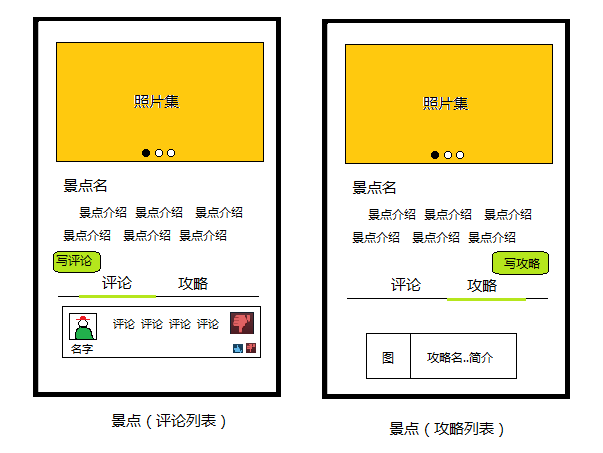 照片集
景点名
景点介绍 景点介绍 景点介绍
景点介绍 景点介绍 景点介绍
写评论
评论 攻略
评论 评论 评论 评论
名字
景点（评论列表）
照片集
景点名
景点介绍 景点介绍 景点介绍
景点介绍 景点介绍 景点介绍
写攻略
评论 攻略
图 攻略名..简介
景点（攻略列表）